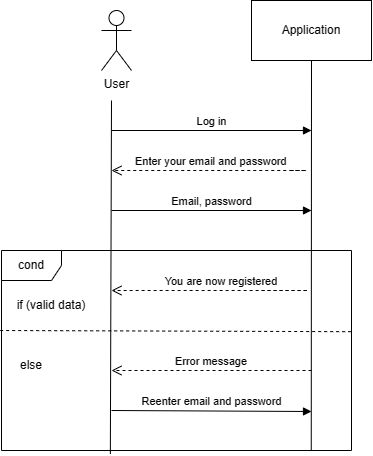 Application
User
Log in
Enter your email and password
Email, password
cond
You are now registered
if (valid data)
Error message
else
Reenter email and password